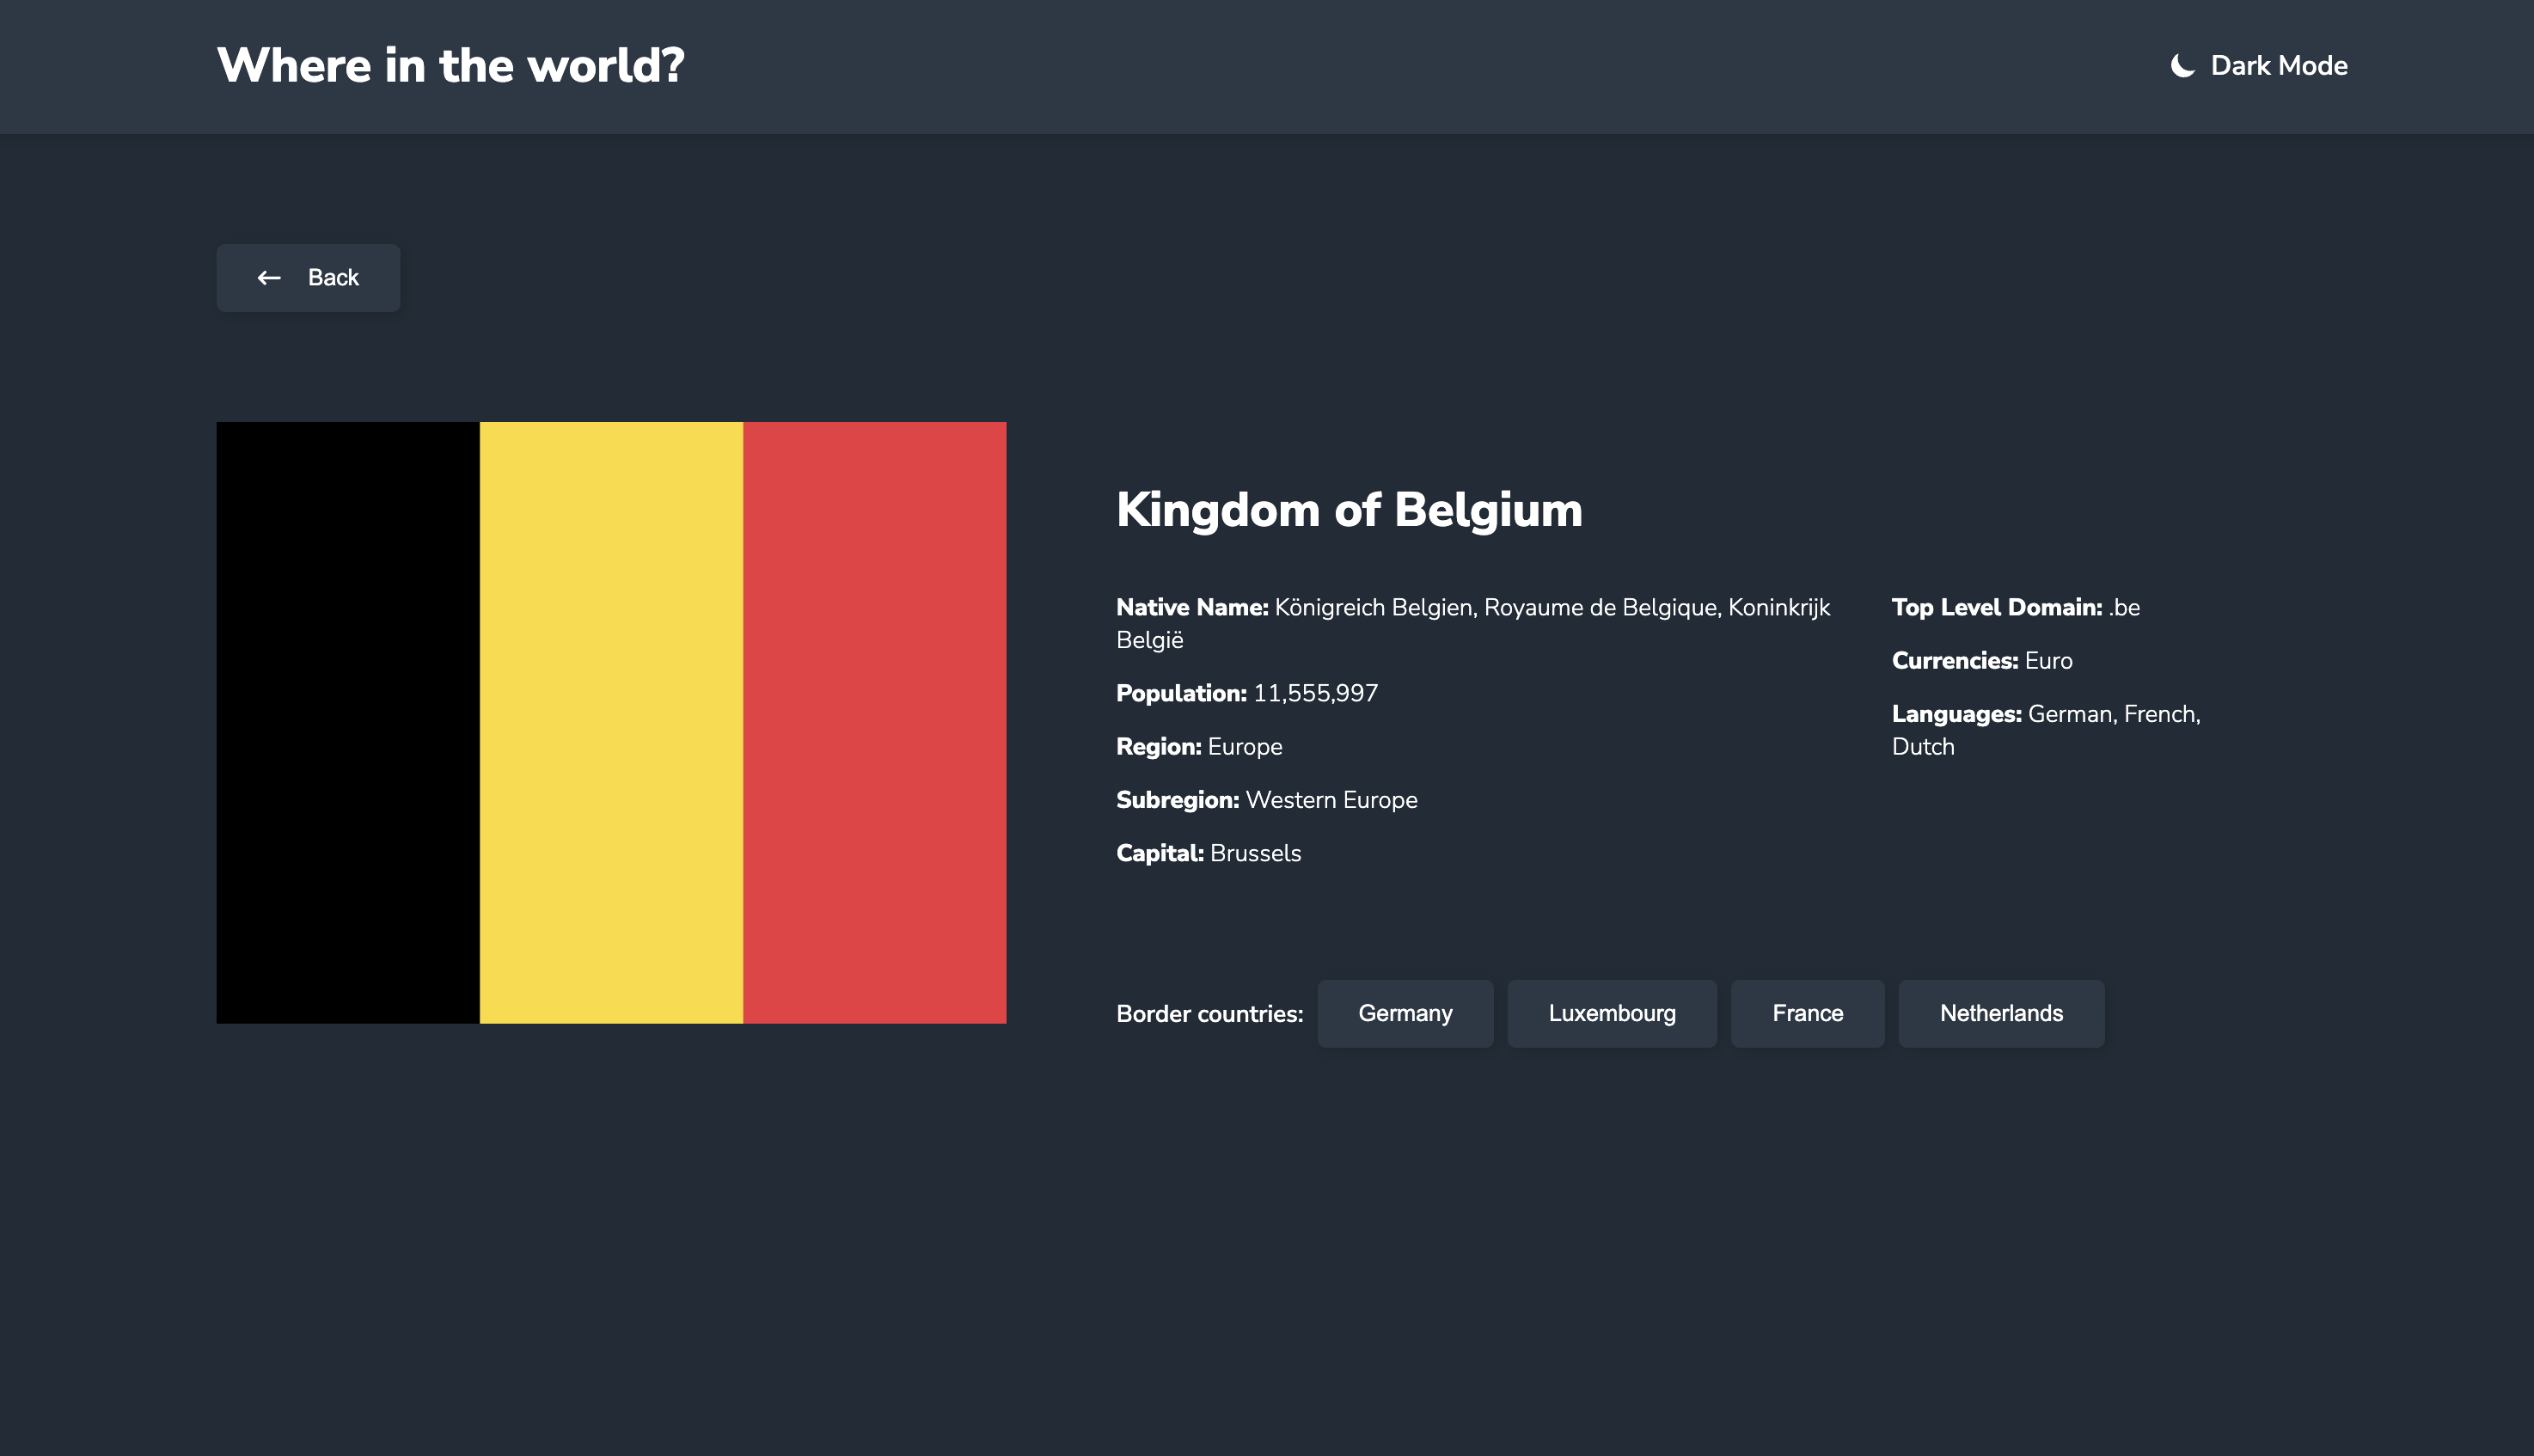 Where in the world?
Dark Mode
Back
Kingdom of Belgium
Native Name: Königreich Belgien, Royaume de Belgique, Koninkrijk
België
Population: 11,555,997
Region: Europe
Subregion: Western Europe
Capital: Brussels
Top Level Domain: .be
Currencies: Euro
Languages: German, French,
Dutch
Border countries:
Germany
Luxembourg
France
Netherlands